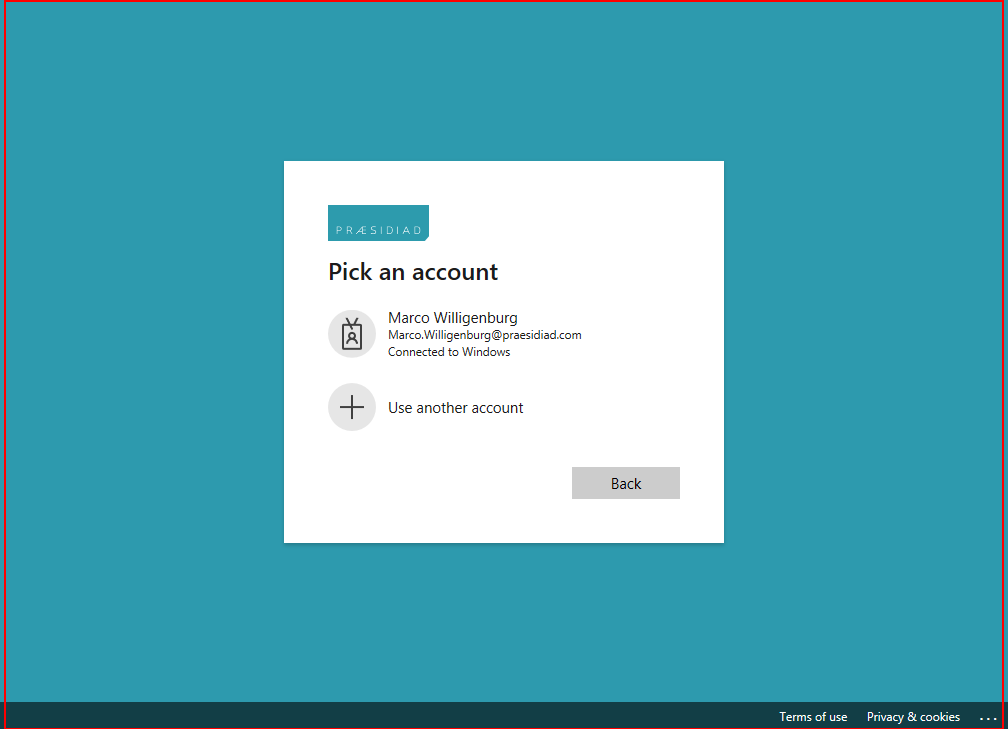 PRÆSIDIAD
Pick an account
Marco Willigenburg
Marco.Willigenburg@praesidiad.com
Connected to Windows
Use another account
Back
Terms of use Privacy & cookies ...